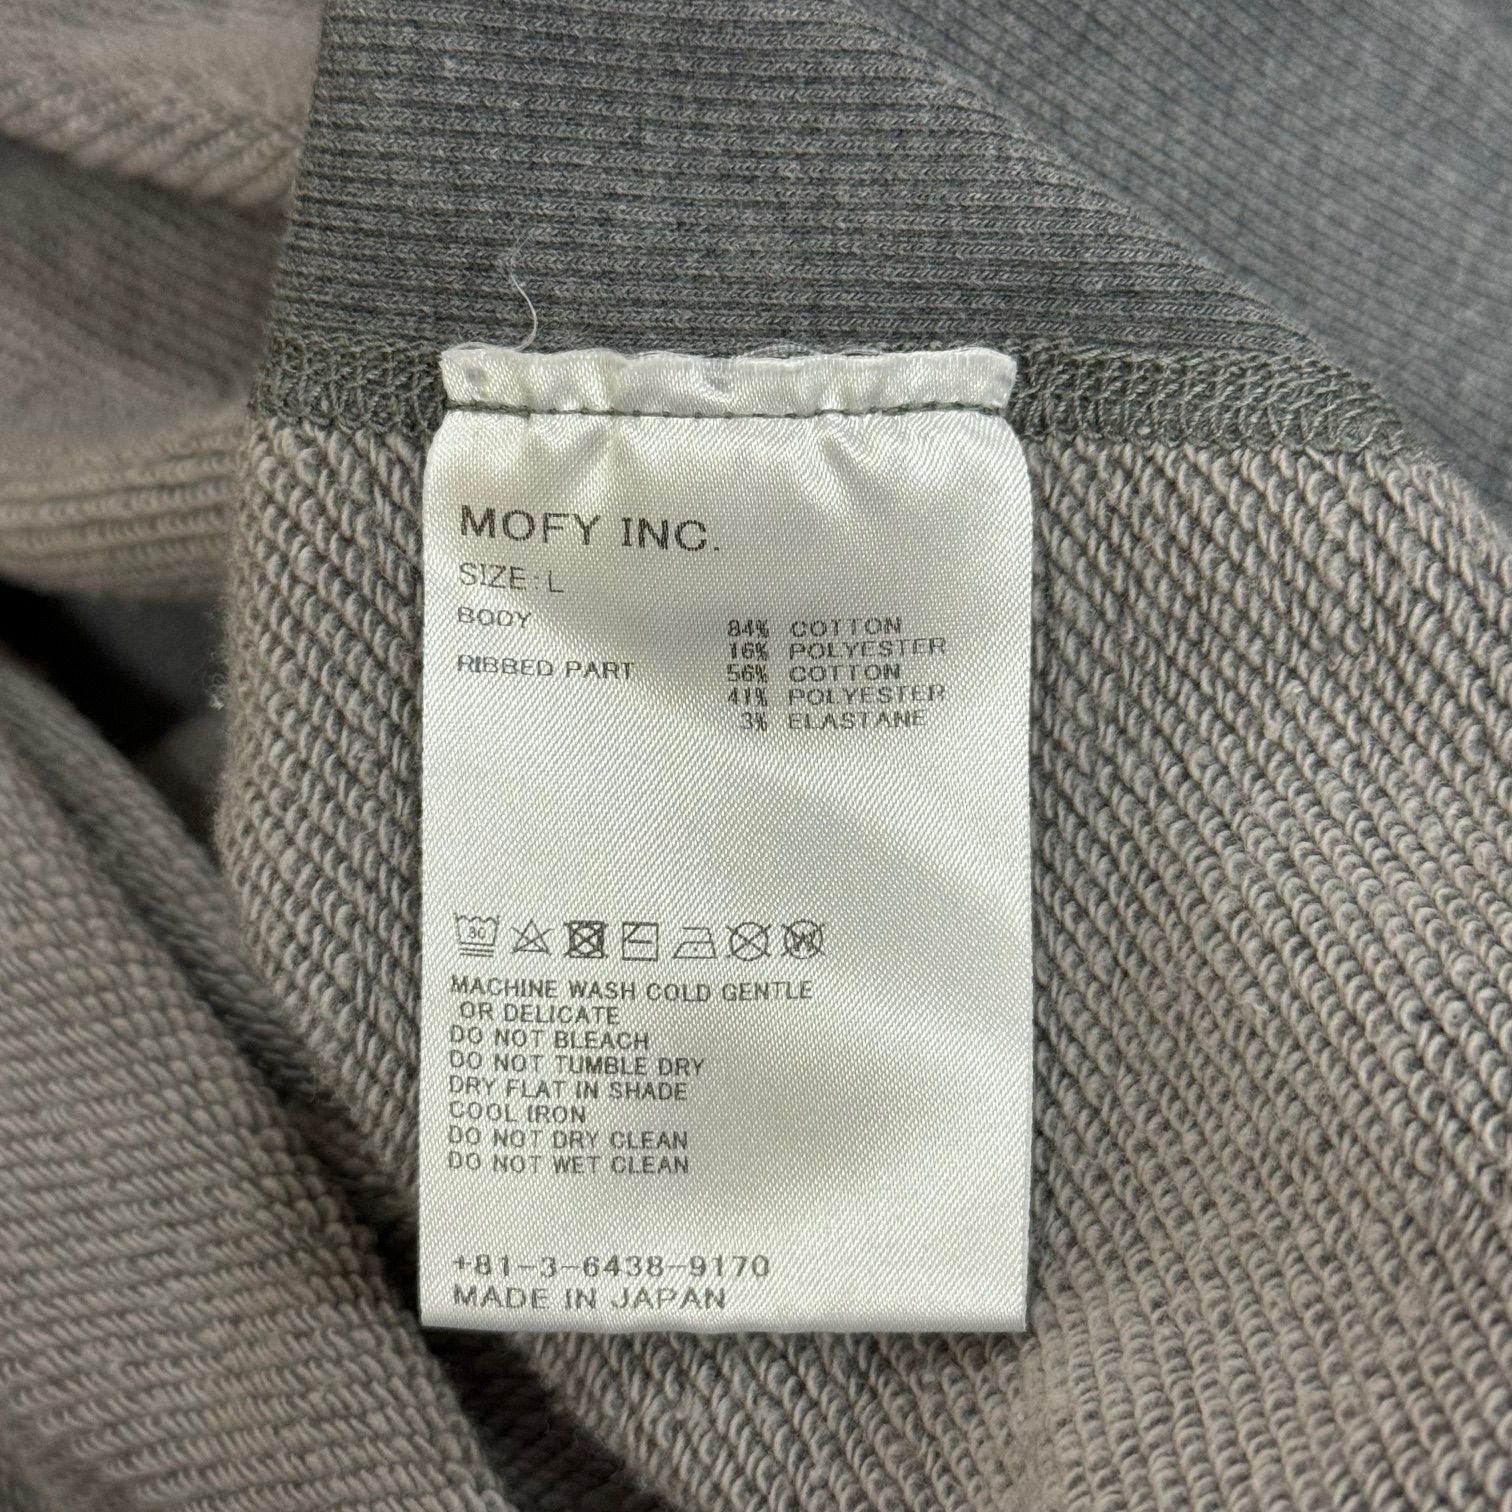 MOFY INC.
SIZE:L
BODY 84% COTTON
16% POLYESTER
RIBBED PART 56% COTTON
41% POLYESTER
3% ELASTANE
30 W
MACHINE WASH COLD GENTLE
OR DELICATE
DO NOT BLEACH
DO NOT TUMBLE DRY
DRY FLAT IN SHADE
COOL IRON
DO NOT DRY CLEAN
DO NOT WET CLEAN
+81-3-6438-9170
MADE IN JAPAN